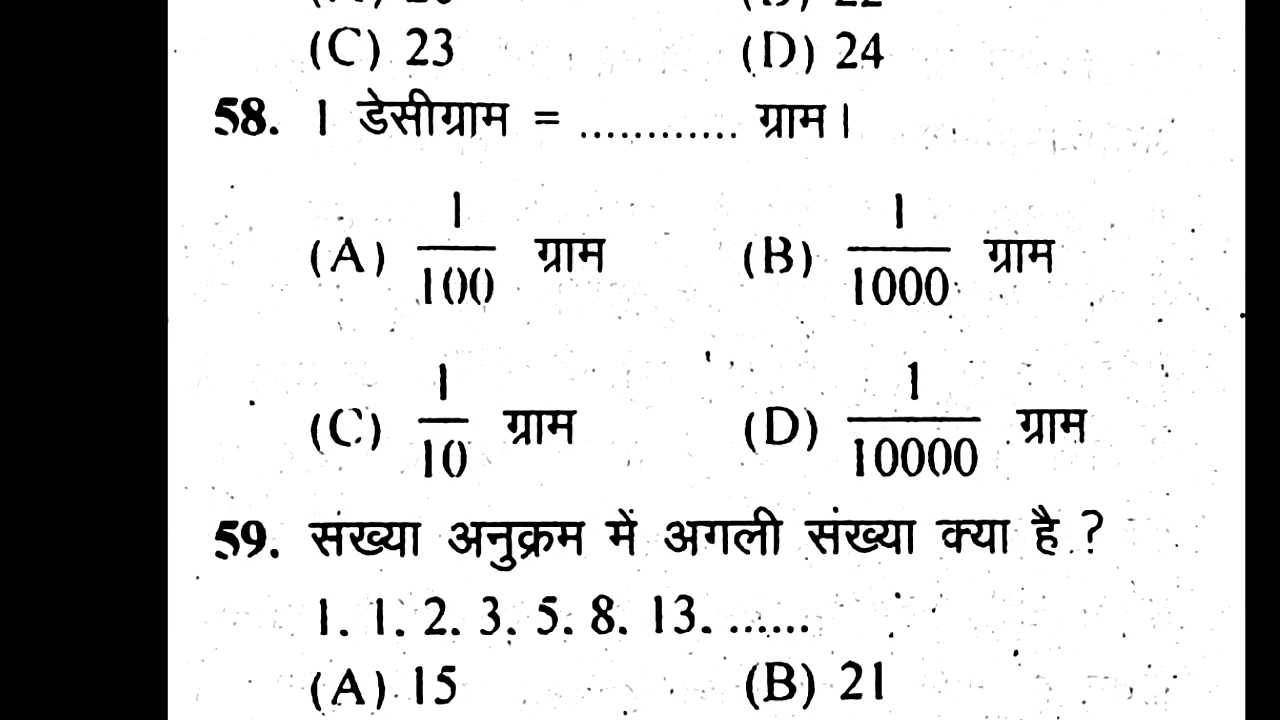 (C) 23 (D) 24
58. 1 डेसीग्राम = ............ ग्राम।
(A) 1/100 ग्राम (B) 1/1000 ग्राम
(C) 1/10 ग्राम (D) 1/10000 ग्राम
59. संख्या अनुक्रम में अगली संख्या क्या है ?
1. 1. 2. 3. 5. 8. 13. ......
(A) 15 (B) 21